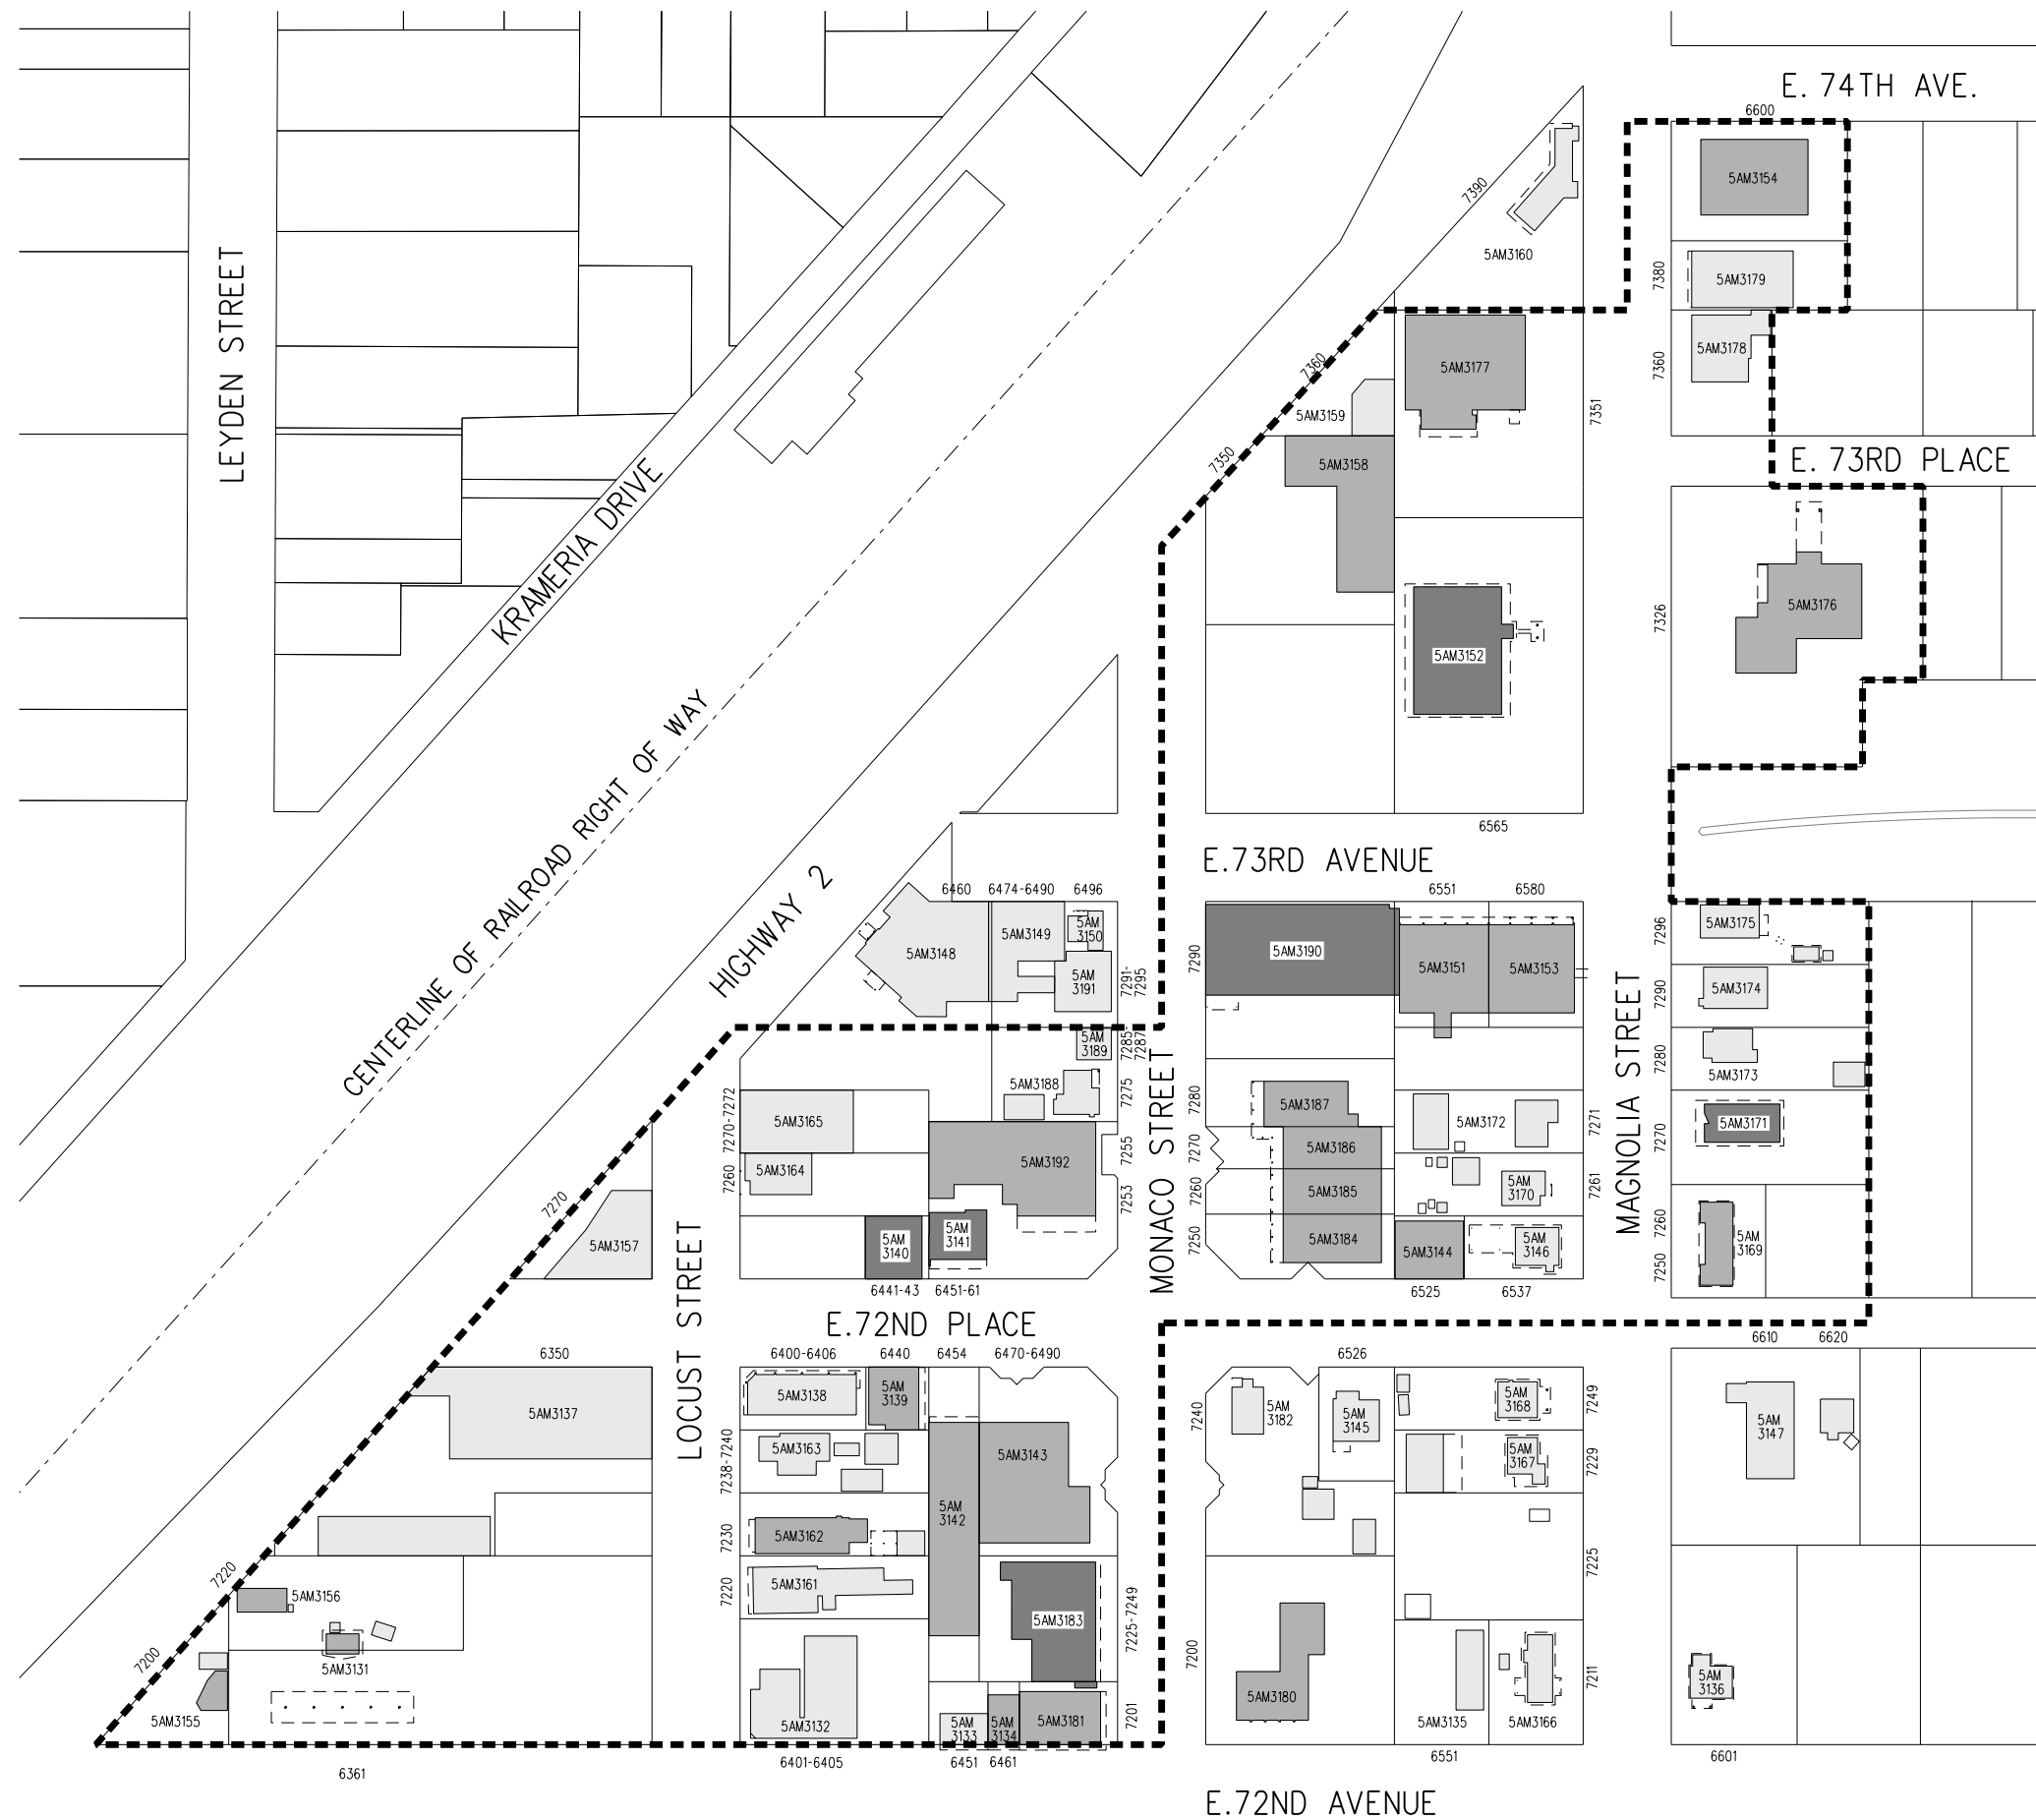 E. 74TH AVE.
6600
5AM3154
7390
5AM3160
7380
5AM3179
LEYDEN STREET
7360
5AM3177
5AM3178
7360
5AM3159
7351
7350
5AM3158
E. 73RD PLACE
KRAMERIA DRIVE
7326
5AM3176
5AM3152
CENTERLINE OF RAILROAD RIGHT OF WAY
6565
E.73RD AVENUE
HIGHWAY 2
6460
6474-6490
6496
6551
6580
5AM3148
5AM3149
5AM
3150
5AM
3191
7291-
7295
7290
5AM3190
5AM3151
5AM3153
7296
5AM3175
7290
5AM3174
MAGNOLIA STREET
5AM
3189
7285-
7287
5AM3188
7275
7280
5AM3173
7270-7272
5AM3165
7280
5AM3187
5AM3172
7271
7270
5AM3171
7260
5AM3164
5AM3192
7255
7253
MONACO STREET
7270
5AM3186
7260
5AM3185
7250
5AM3184
5AM
3170
7261
7270
5AM3157
LOCUST STREET
5AM
3140
5AM
3141
5AM3144
5AM
3146
7260
7250
5AM
3169
6441-43
6451-61
6525
6537
E.72ND PLACE
6350
6400-6406
6440
6454
6470-6490
6526
6610
6620
5AM3137
5AM3138
5AM
3139
7240
5AM
3182
5AM
3145
5AM
3168
7249
5AM
3147
7238-7240
5AM3163
5AM3143
5AM
3167
7229
5AM
3142
7230
5AM3162
7225
7220
5AM3156
7220
5AM3161
5AM3183
7225-7249
7200
5AM3131
7200
5AM3180
7211
5AM
3136
5AM3155
5AM3132
5AM
3133
5AM
3134
5AM3181
7201
5AM3135
5AM3166
6361
6401-6405
6451
6461
6551
6601
E.72ND AVENUE